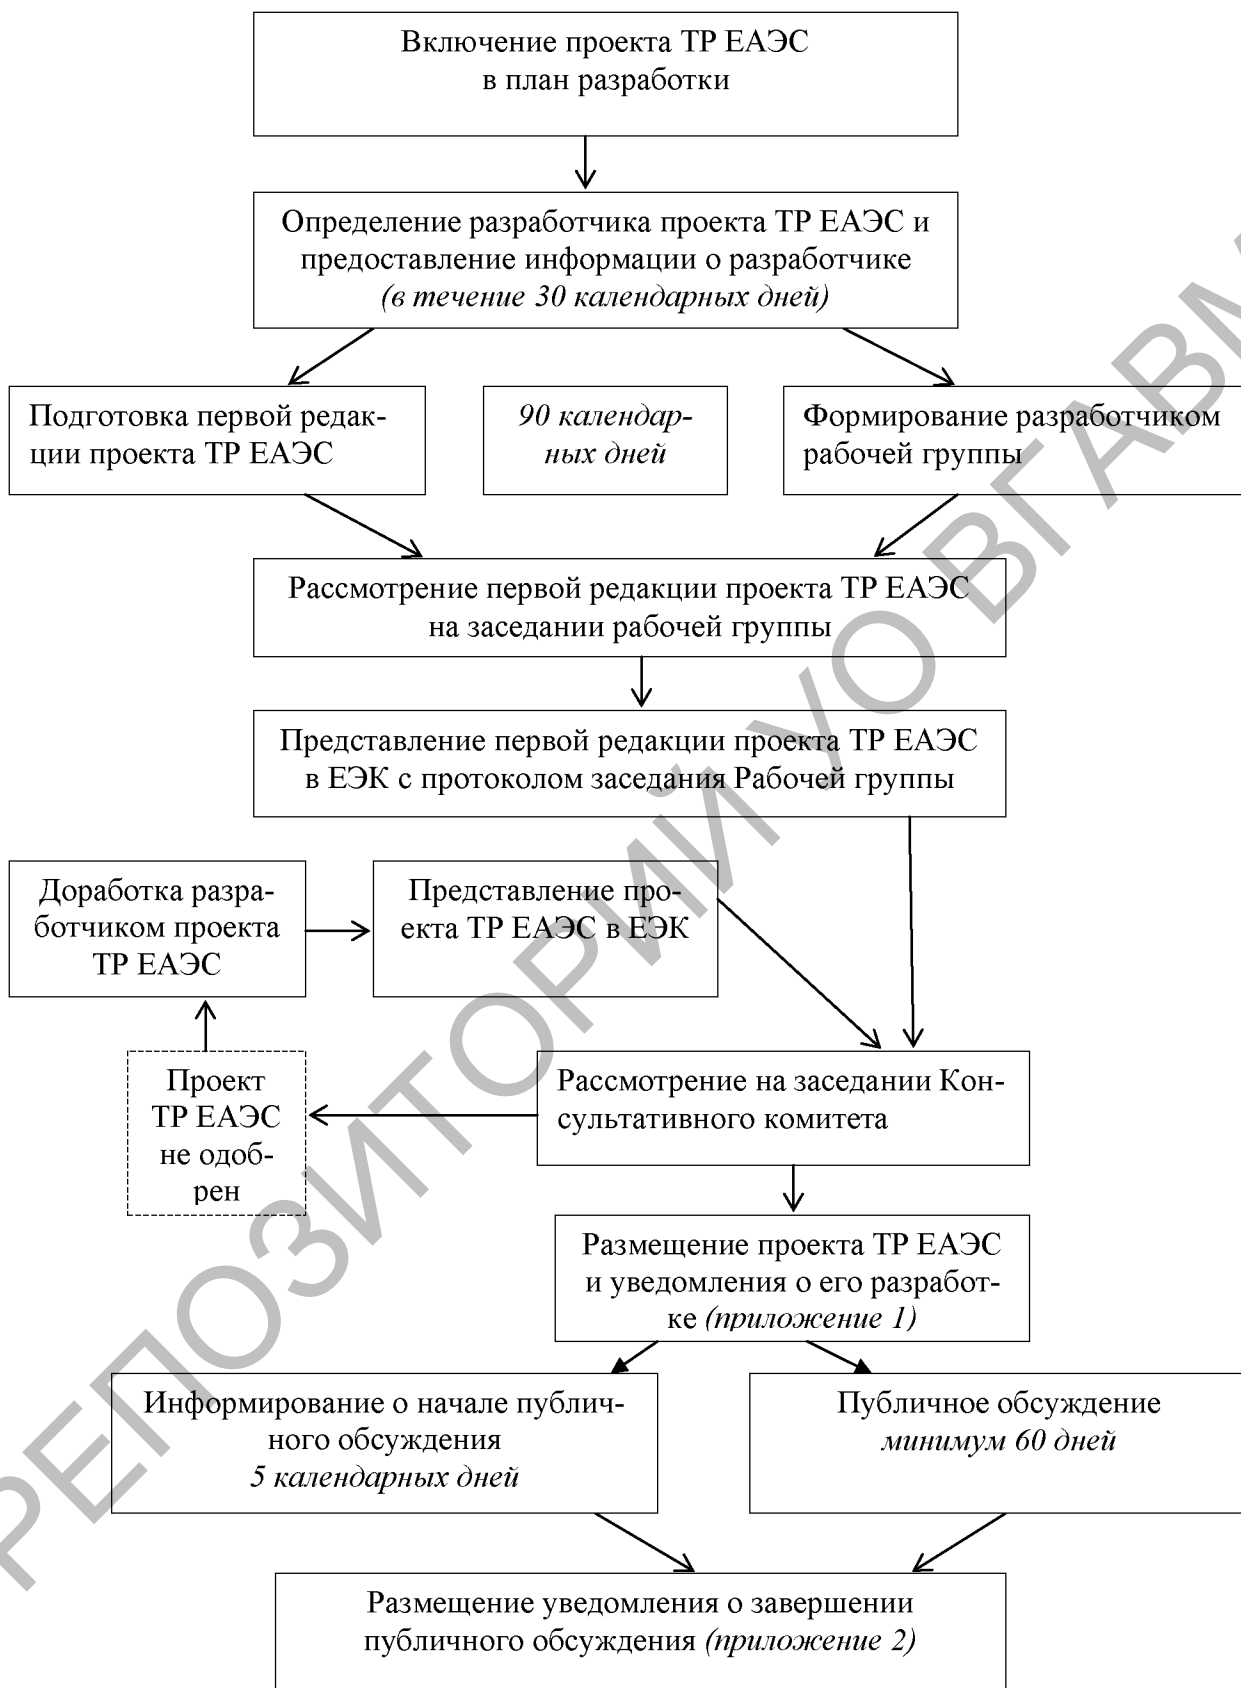 Включение проекта ТР ЕАЭС
в план разработки
Определение разработчика проекта ТР ЕАЭС и
предоставление информации о разработчике
(в течение 30 календарных дней)
Подготовка первой редак-
ции проекта ТР ЕАЭС
90 календар-
ных дней
Формирование разработчиком
рабочей группы
Рассмотрение первой редакции проекта ТР ЕАЭС
на заседании рабочей группы
Представление первой редакции проекта ТР ЕАЭС
в ЕЭК с протоколом заседания Рабочей группы
Доработка разра-
ботчиком проекта
ТР ЕАЭС
Представление про-
екта ТР ЕАЭС в ЕЭК
Проект
ТР ЕАЭС
не одоб-
рен
Рассмотрение на заседании Кон-
сультативного комитета
Размещение проекта ТР ЕАЭС
и уведомления о его разработ-
ке (приложение 1)
Информирование о начале публич-
ного обсуждения
5 календарных дней
Публичное обсуждение
минимум 60 дней
Размещение уведомления о завершении
публичного обсуждения (приложение 2)
РЕПОЗИТОРИЙ УО ВГАВМ